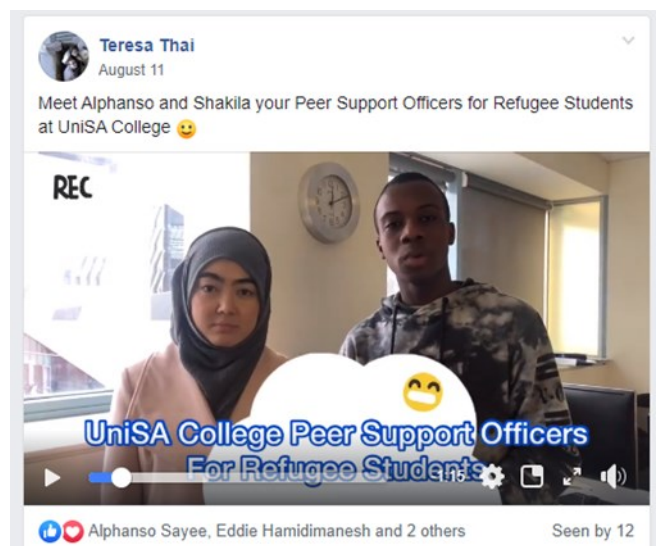 Teresa Thai
August 11
Meet Alphanso and Shakila your Peer Support Officers for Refugee Students
at UniSA College
REC
UniSA College Peer Support Officers
For Refugee Students
1:15
Alphanso Sayee, Eddie Hamidimanesh and 2 others
Seen by 12